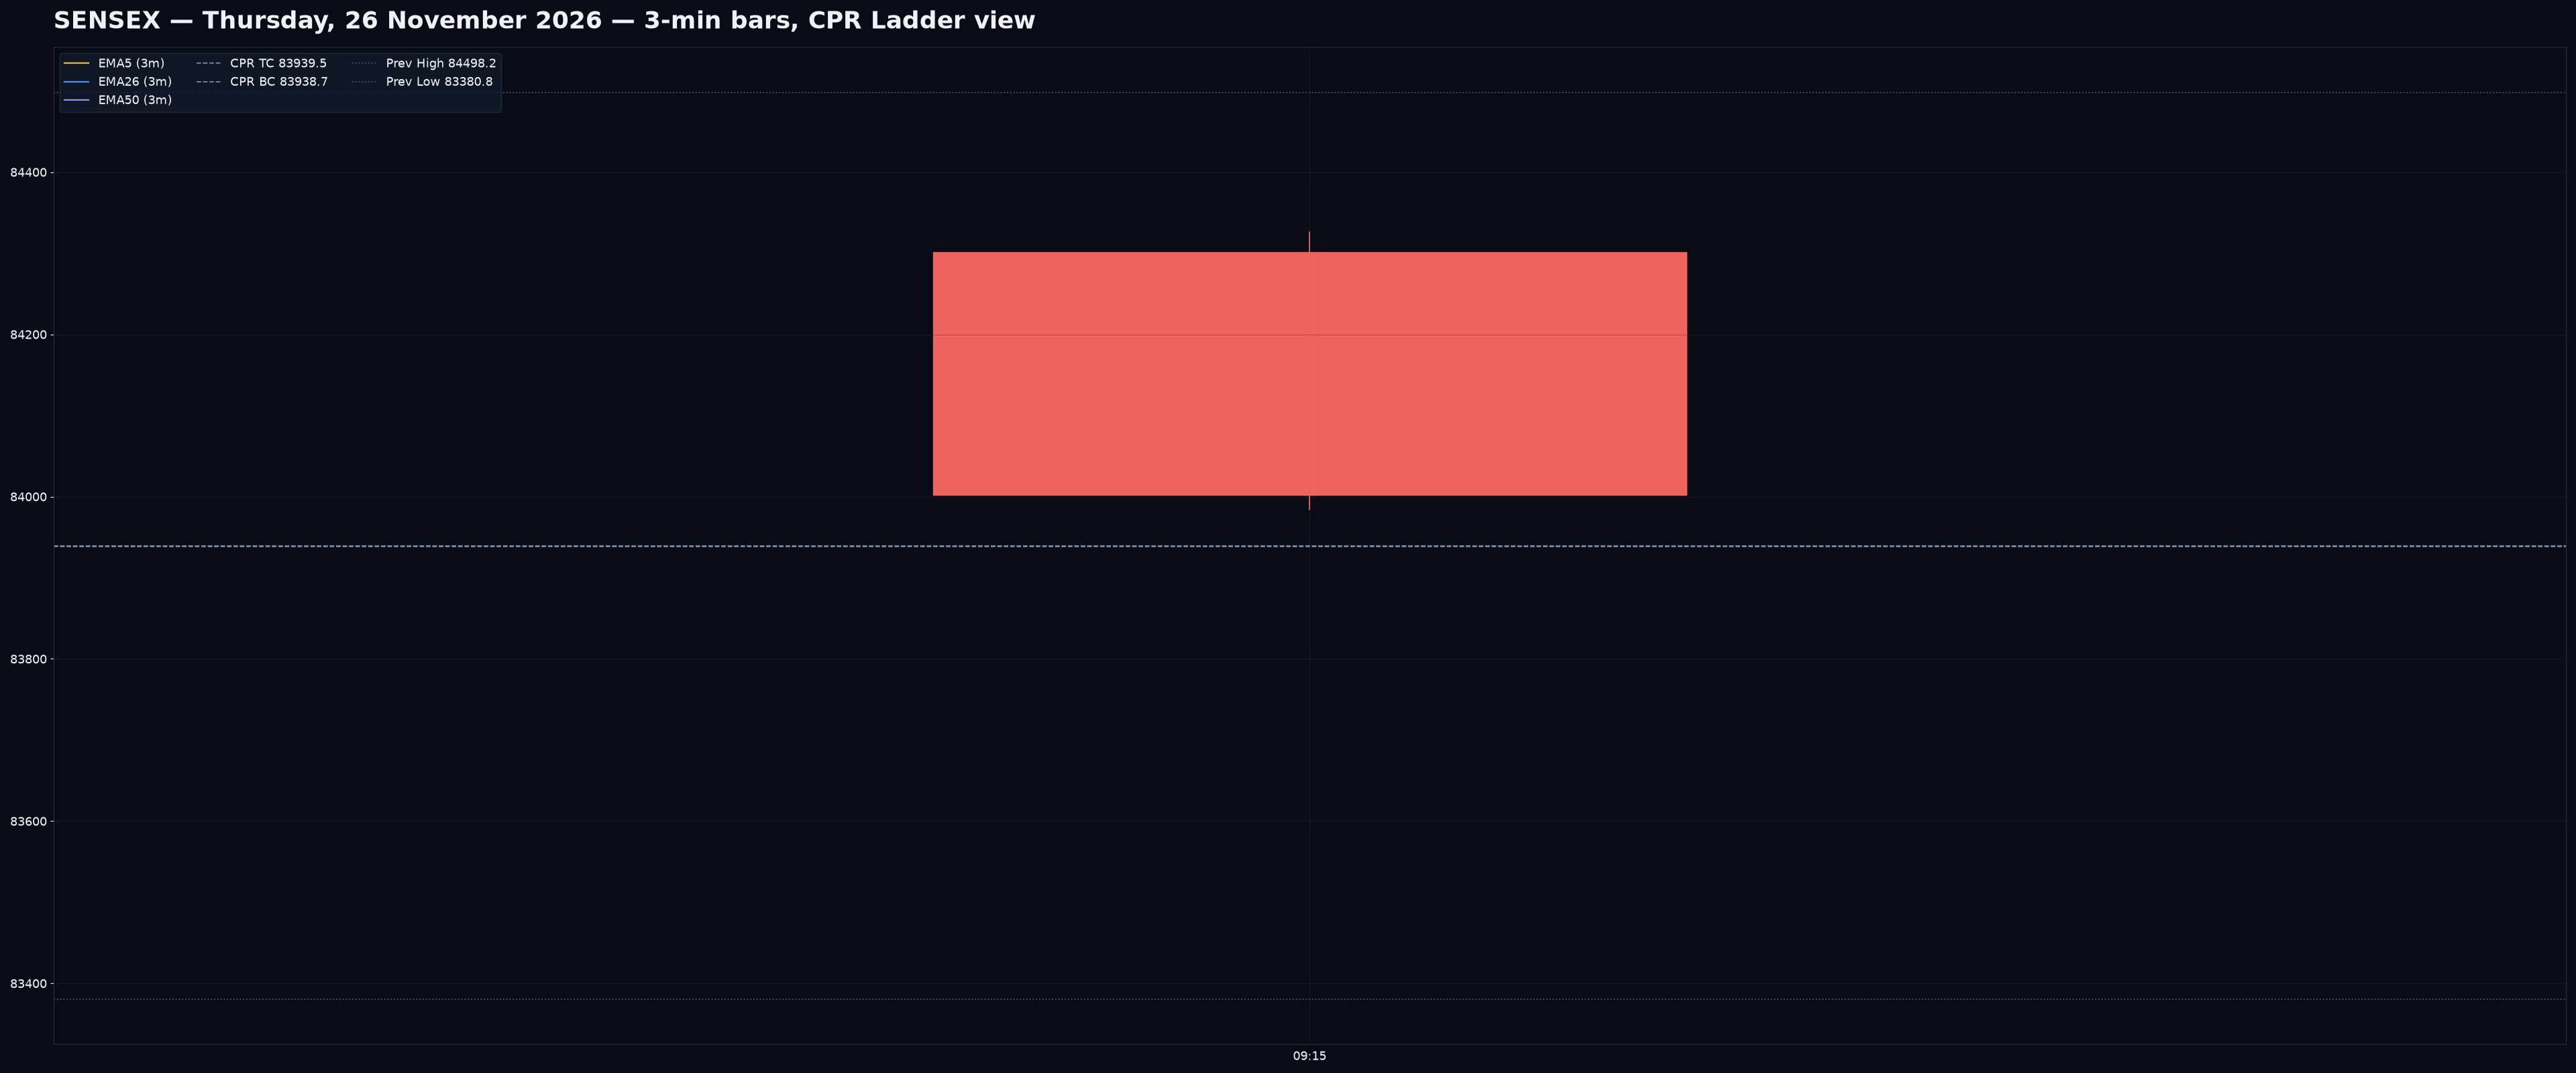 SENSEX — Thursday, 26 November 2026 — 3-min bars, CPR Ladder view
EMA5 (3m) CPR TC 83939.5 Prev High 84498.2
EMA26 (3m) CPR BC 83938.7 Prev Low 83380.8
EMA50 (3m)
84400
84200
84000
83800
83600
83400
09:15